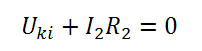 U_{ki} + I_2R_2 = 0